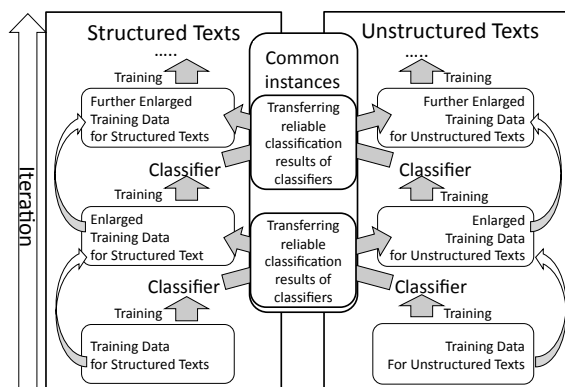 Structured Texts
.....
Training
Further Enlarged
Training Data
for Structured Texts
Classifier
Training
Enlarged
Training Data
for Structured Text
Classifier
Training
Training Data
for Structured Texts
Iteration
Common
instances
Transferring
reliable
classification
results of
classifiers
Transferring
reliable
classification
results of
classifiers
Unstructured Texts
.....
Training
Further Enlarged
Training Data
for Unstructured Texts
Classifier
Training
Enlarged
Training Data
for Unstructured Texts
Classifier
Training
Training Data
For Unstructured Texts